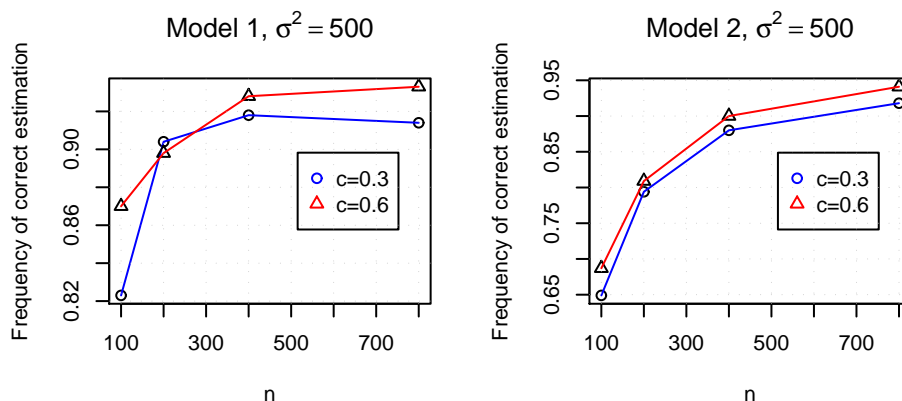 Model 1, σ² = 500
Frequency of correct estimation
0.82
0.86
0.90
c=0.3
c=0.6
100
300
500
700
n
Model 2, σ² = 500
Frequency of correct estimation
0.65
0.75
0.85
0.95
c=0.3
c=0.6
100
300
500
700
n